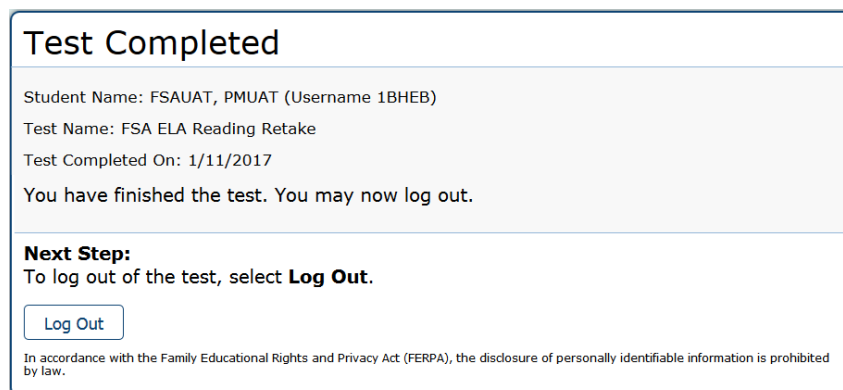 Test Completed
Student Name: FSAUAT, PMUAT (Username 1BHEB)
Test Name: FSA ELA Reading Retake
Test Completed On: 1/11/2017
You have finished the test. You may now log out.
Next Step:
To log out of the test, select Log Out.
Log Out
In accordance with the Family Educational Rights and Privacy Act (FERPA), the disclosure of personally identifiable information is prohibited
by law.